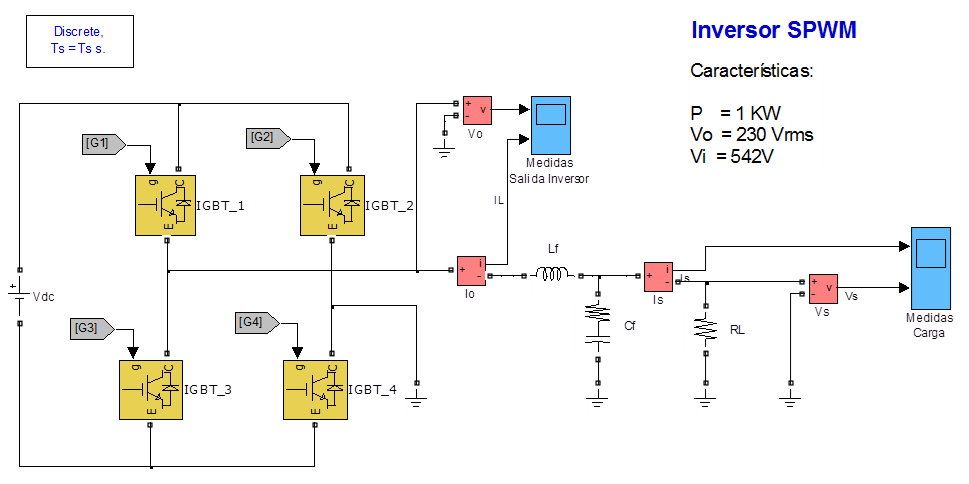 Discrete,
Ts = Ts s.
Inversor SPWM
Características:
P = 1 KW
Vo = 230 Vrms
Vi = 542V
[G1]
[G2]
g
C
E
IGBT_1
g
C
E
IGBT_2
+
-
v
Vo
Medidas
Salida Inversor
IL
+
i
-
Io
Lf
+
i
-
Is
Is
+
-
v
Vs
Vs
Medidas
Carga
+
Vdc
Cf
RL
[G3]
[G4]
g
C
E
IGBT_3
g
C
E
IGBT_4